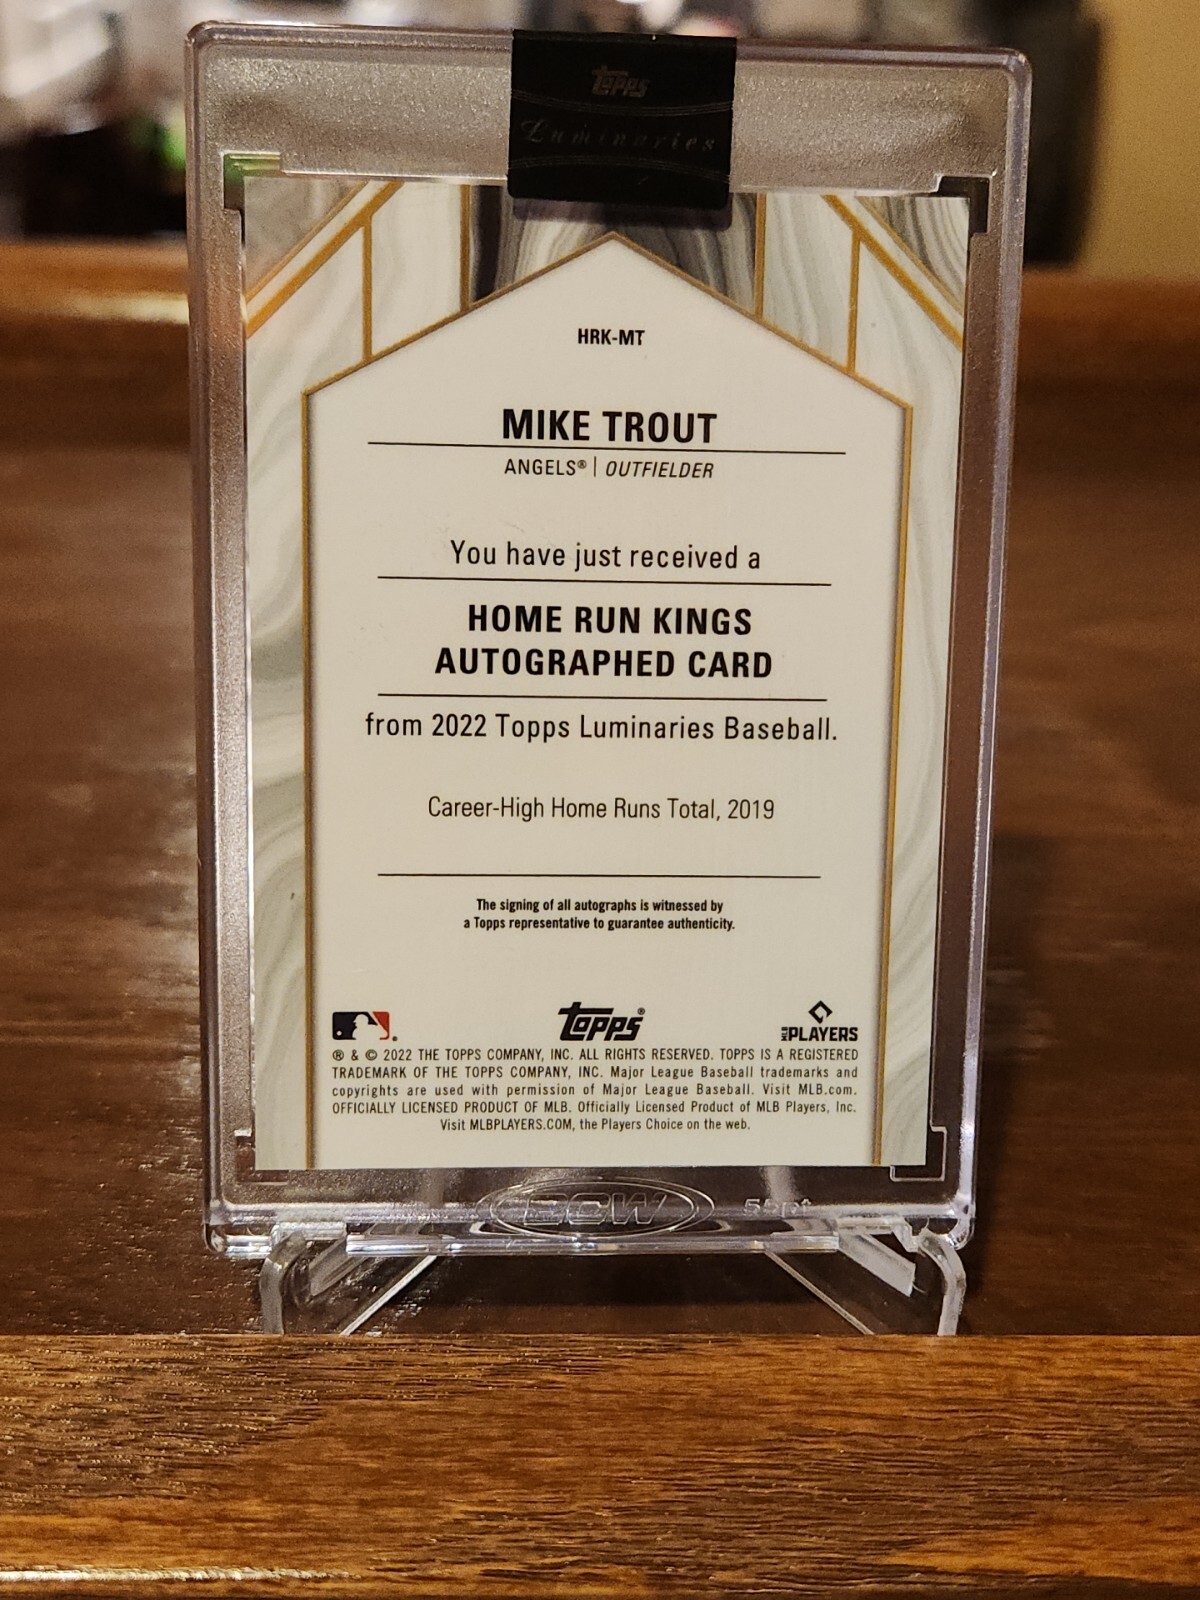 Topps
Luminaries
HRK-MT
MIKE TROUT
ANGELS® | OUTFIELDER
You have just received a
HOME RUN KINGS
AUTOGRAPHED CARD
from 2022 Topps Luminaries Baseball.
Career-High Home Runs Total, 2019
The signing of all autographs is witnessed by
a Topps representative to guarantee authenticity.
Topps® MLB PLAYERS
® & © 2022 THE TOPPS COMPANY, INC. ALL RIGHTS RESERVED. TOPPS IS A REGISTERED
TRADEMARK OF THE TOPPS COMPANY, INC. Major League Baseball trademarks and
copyrights are used with permission of Major League Baseball. Visit MLB.com.
OFFICIALLY LICENSED PRODUCT OF MLB. Officially Licensed Product of MLB Players, Inc.
Visit MLBPLAYERS.COM, the Players Choice on the web.
BCW 55pt